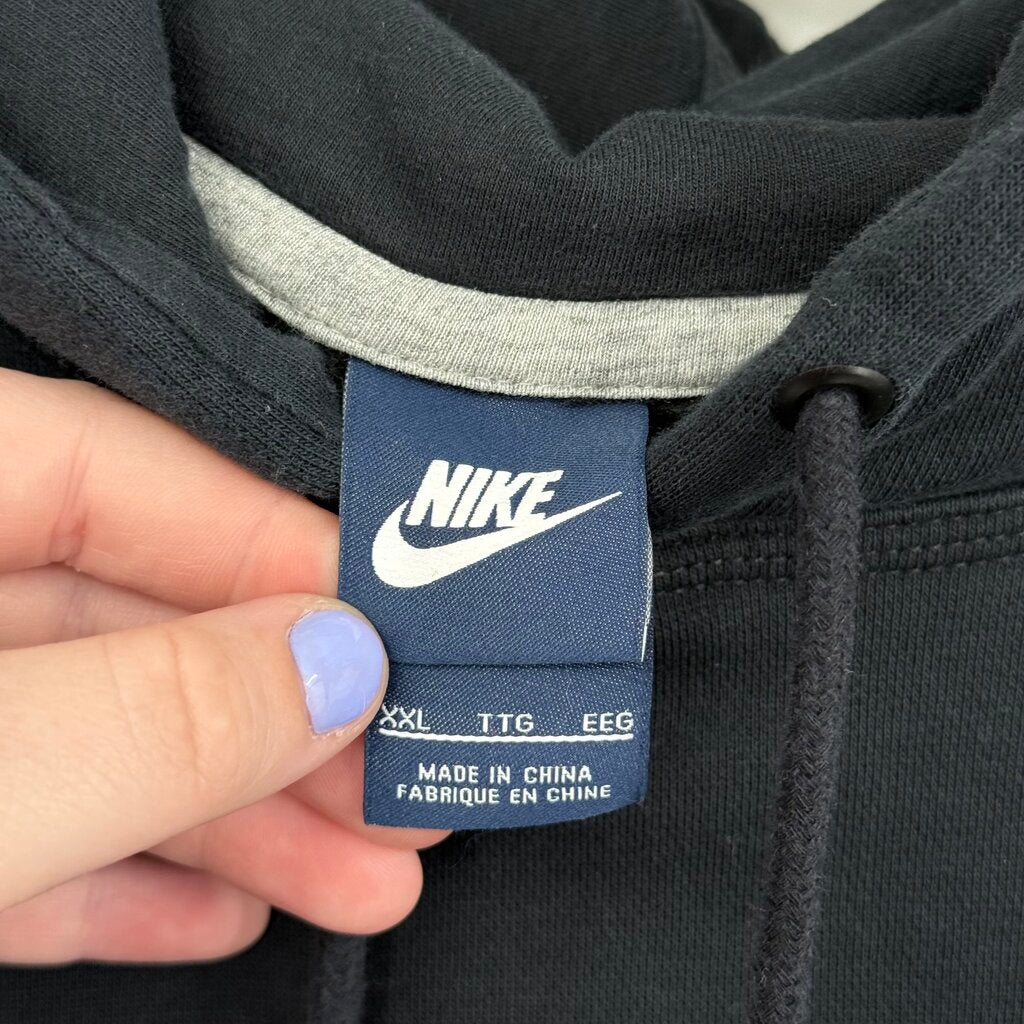 NIKE
XXL TTG EEG
MADE IN CHINA
FABRIQUE EN CHINE